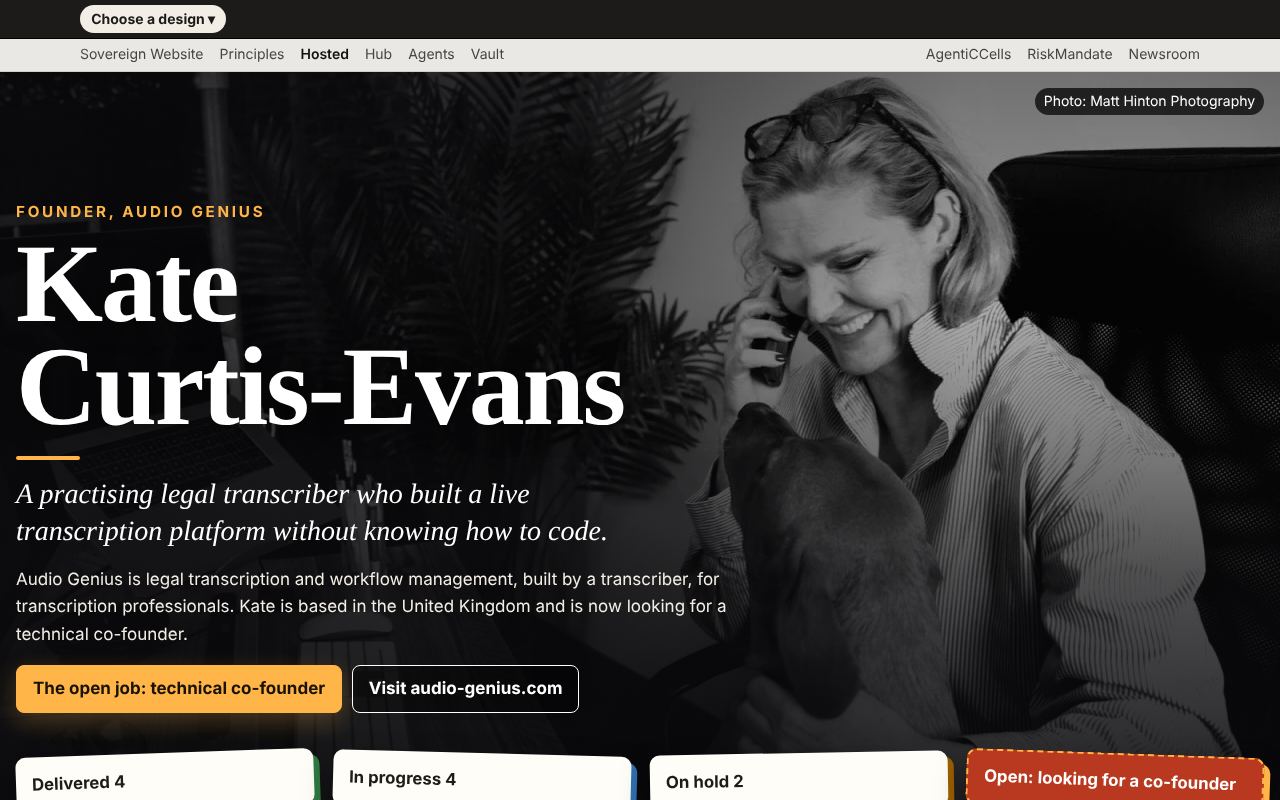 Choose a design ▾
Sovereign Website Principles Hosted Hub Agents Vault AgentiCCells RiskMandate Newsroom
Photo: Matt Hinton Photography
FOUNDER, AUDIO GENIUS
Kate
Curtis-Evans
A practising legal transcriber who built a live
transcription platform without knowing how to code.
Audio Genius is legal transcription and workflow management, built by a transcriber, for
transcription professionals. Kate is based in the United Kingdom and is now looking for a
technical co-founder.
The open job: technical co-founder Visit audio-genius.com
Delivered 4 In progress 4 On hold 2 Open: looking for a co-founder